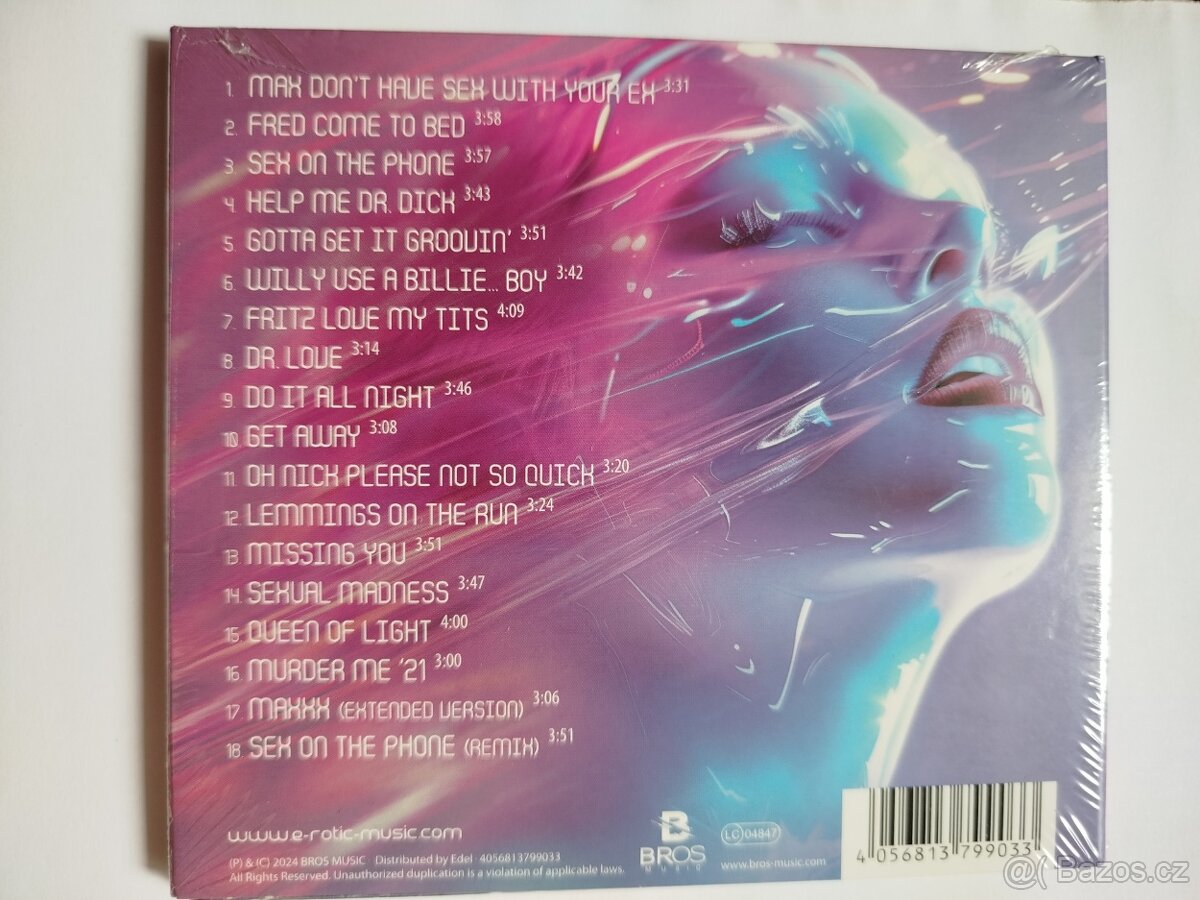 1. MAX DON'T HAVE SEX WITH YOUR EX 3:31
2. FRED COME TO BED 3:58
3. SEX ON THE PHONE 3:57
4. HELP ME DR. DICK 3:43
5. GOTTA GET IT GROOVIN' 3:51
6. WILLY USE A BILLIE... BOY 3:42
7. FRITZ LOVE MY TITS 4:09
8. DR. LOVE 3:14
9. DO IT ALL NIGHT 3:46
10. GET AWAY 3:08
11. OH NICK PLEASE NOT SO QUICK 3:20
12. LEMMINGS ON THE RUN 3:24
13. MISSING YOU 3:51
14. SEXUAL MADNESS 3:47
15. QUEEN OF LIGHT 4:00
16. MURDER ME '21 3:00
17. MAXXX (EXTENDED VERSION) 3:06
18. SEX ON THE PHONE (REMIX) 3:51
www.e-rotic-music.com
(P) & (C) 2024 BROS MUSIC Distributed by Edel 4056813799033
All Rights Reserved. Unauthorized duplication is a violation of applicable laws.
B
BROS
MUSIC
LC 04847
www.bros-music.com
4 056813 799033
Bazos.cz